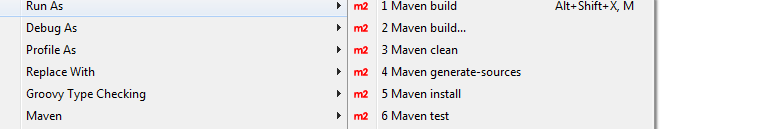 Run As
Debug As
Profile As
Replace With
Groovy Type Checking
Maven
m2 1 Maven build Alt+Shift+X, M
m2 2 Maven build...
m2 3 Maven clean
m2 4 Maven generate-sources
m2 5 Maven install
m2 6 Maven test